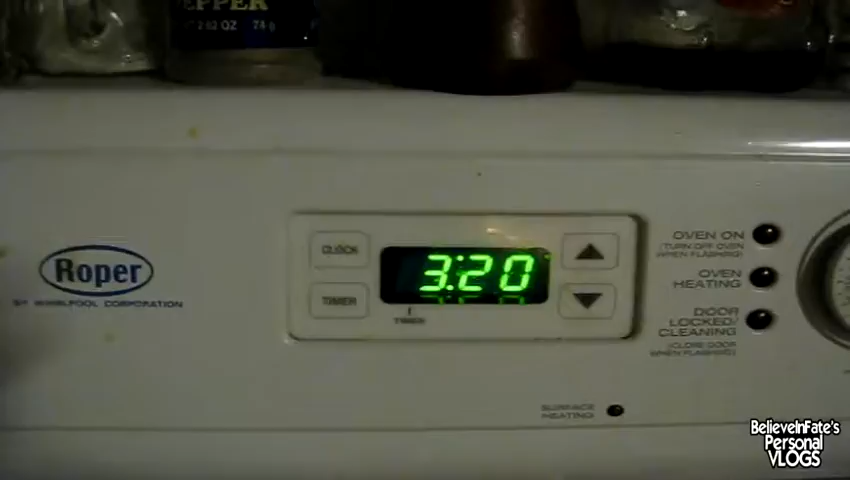 PEPPER
2 62 OZ 74 g
Roper
BY WHIRLPOOL CORPORATION
CLOCK
TIMER
3:20
TIMER
OVEN ON
(TURN OFF OVEN
WHEN FLASHING)
OVEN
HEATING
DOOR
LOCKED/
CLEANING
(CLOSE DOOR
WHEN FLASHING)
SURFACE
HEATING
BelieveInFate's
Personal
VLOGS